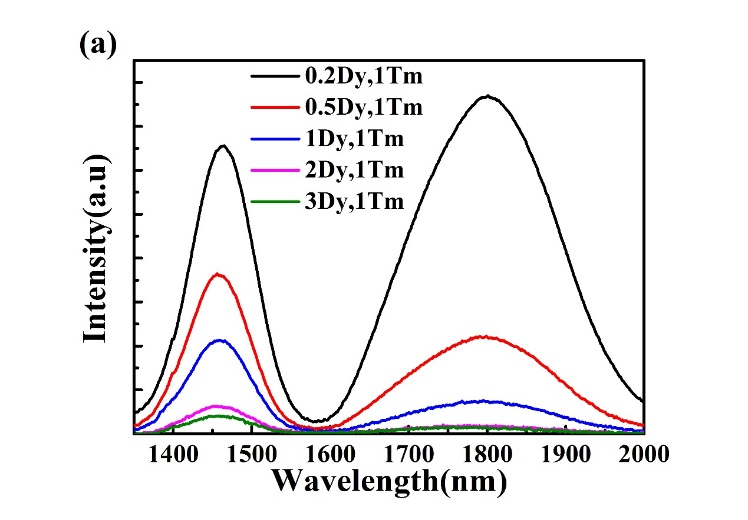 (a)
0.2Dy,1Tm
0.5Dy,1Tm
1Dy,1Tm
2Dy,1Tm
3Dy,1Tm
Intensity(a.u)
1400 1500 1600 1700 1800 1900 2000
Wavelength(nm)